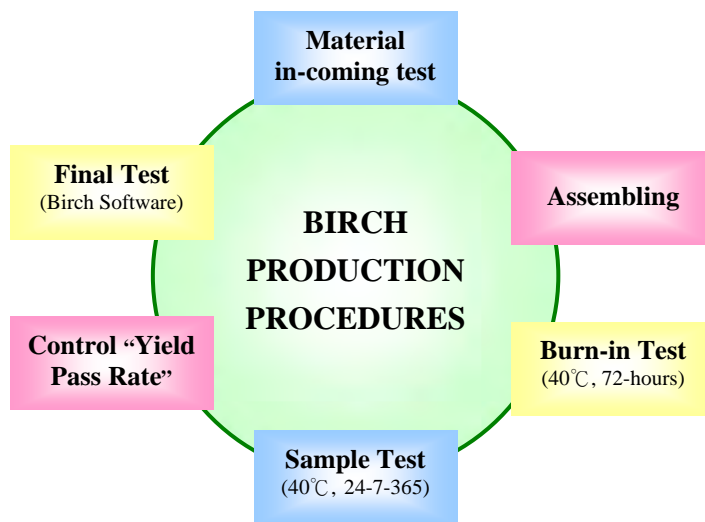 Material
in-coming test
Assembling
Burn-in Test
(40℃, 72-hours)
Sample Test
(40℃, 24-7-365)
Control “Yield
Pass Rate”
Final Test
(Birch Software)
BIRCH
PRODUCTION
PROCEDURES